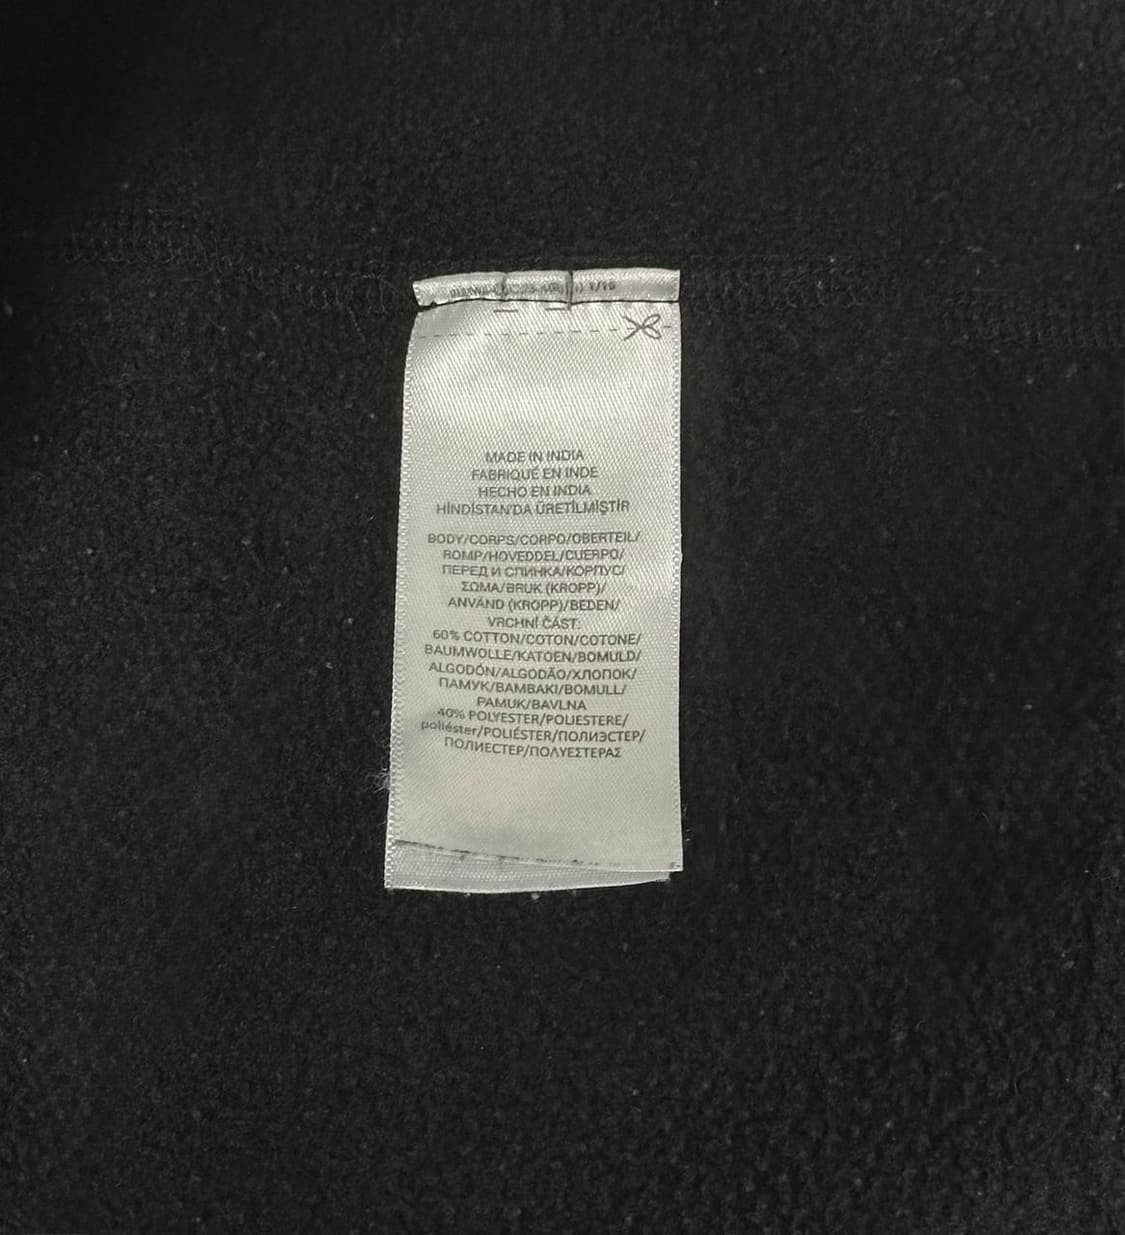 MADE IN INDIA
FABRIQUÉ EN INDE
HECHO EN INDIA
HİNDİSTAN'DA ÜRETİLMİŞTİR
BODY/CORPS/CORPO/OBERTEIL/
ROMP/HOVEDDEL/CUERPO/
ПЕРЕД И СПИНКА/КОРПУС/
ΣΩΜΑ/BRUK (KROPP)/
ANVÄND (KROPP)/BEDEN/
VRCHNÍ ČÁST:
60% COTTON/COTON/COTONE/
BAUMWOLLE/KATOEN/BOMULD/
ALGODÓN/ALGODÃO/ХЛОПОК/
ПАМУК/BAMBAKI/BOMULL/
PAMUK/BAVLNA
40% POLYESTER/POLIESTERE/
poliéster/POLIÉSTER/ПОЛИЭСТЕР/
ПОЛИЕСТЕР/ΠΟΛΥΕΣΤΕΡΑΣ